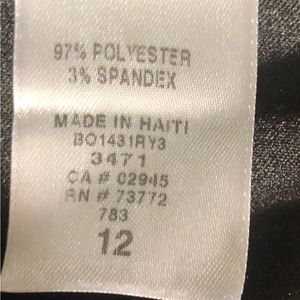 97% POLYESTER
3% SPANDEX
MADE IN HAITI
BO1431RY3
3471
CA # 02945
RN # 73772
783
12